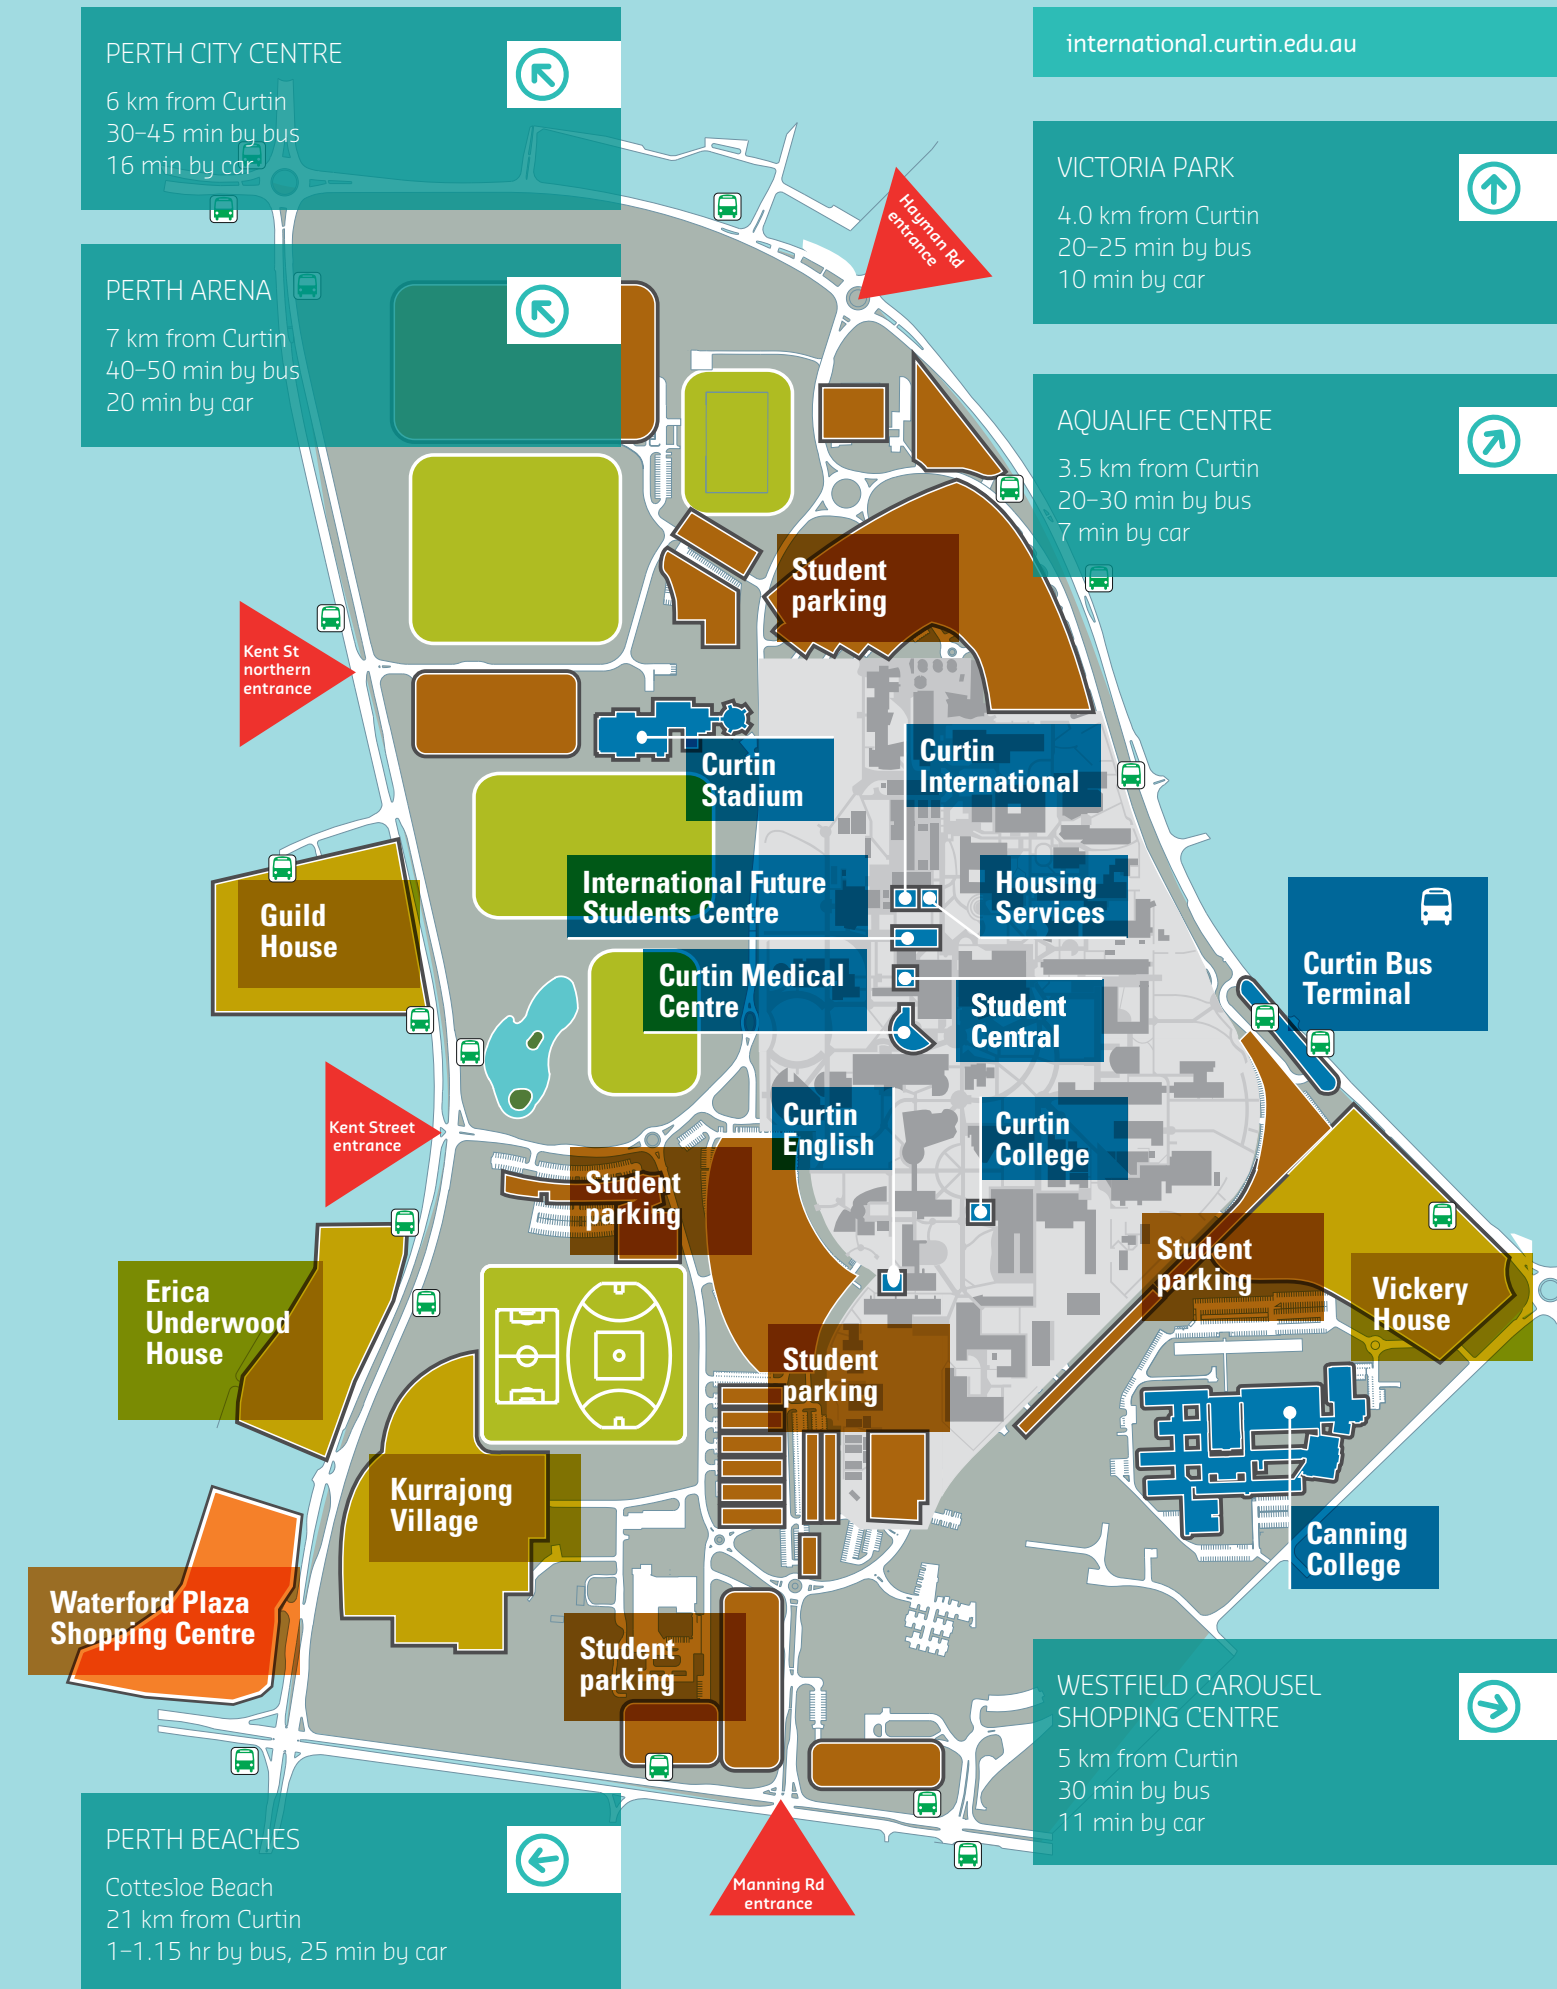 PERTH CITY CENTRE
6 km from Curtin
30–45 min by bus
16 min by car
international.curtin.edu.au
VICTORIA PARK
4.0 km from Curtin
20–25 min by bus
10 min by car
Hayman Rd
entrance
PERTH ARENA
7 km from Curtin
40–50 min by bus
20 min by car
AQUALIFE CENTRE
3.5 km from Curtin
20–30 min by bus
7 min by car
Student
parking
Kent St
northern
entrance
Curtin
Stadium
Curtin
International
International Future
Students Centre
Housing
Services
Guild
House
Curtin Medical
Centre
Student
Central
Curtin Bus
Terminal
Kent Street
entrance
Curtin
English
Curtin
College
Student
parking
Student
parking
Erica
Underwood
House
Vickery
House
Student
parking
Kurrajong
Village
Canning
College
Waterford Plaza
Shopping Centre
Student
parking
WESTFIELD CAROUSEL
SHOPPING CENTRE
5 km from Curtin
30 min by bus
11 min by car
PERTH BEACHES
Cottesloe Beach
21 km from Curtin
1–1.15 hr by bus, 25 min by car
Manning Rd
entrance